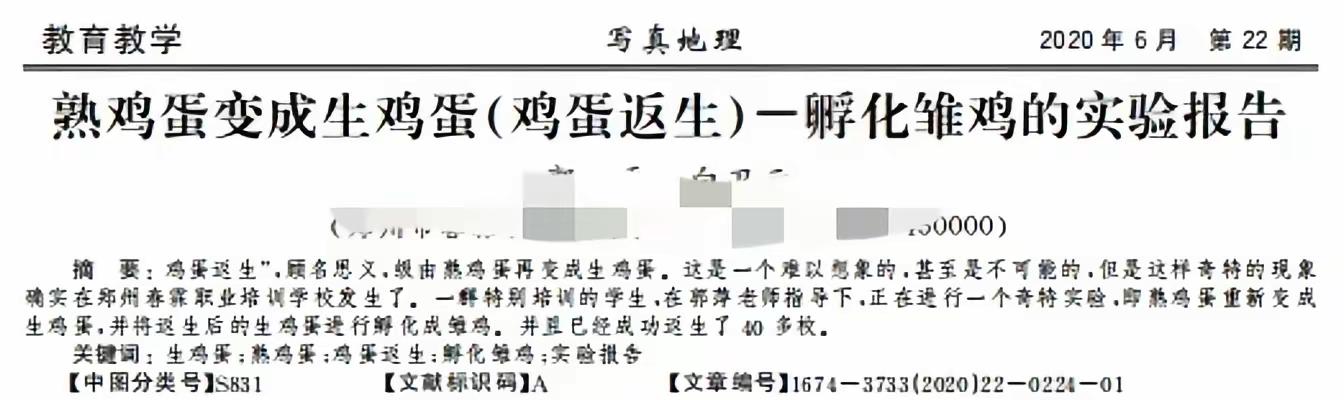 教育教学 写真地理 2020年6月 第22期
熟鸡蛋变成生鸡蛋(鸡蛋返生)－孵化雏鸡的实验报告
摘 要：鸡蛋返生”，顾名思义，级由熟鸡蛋再变成生鸡蛋。这是一个难以想象的，甚至是不可能的，但是这样奇特的现象
确实在郑州春霖职业培训学校发生了。一群特别培训的学生，在郭萍老师指导下，正在进行一个奇特实验，即熟鸡蛋重新变成
生鸡蛋，并将返生后的生鸡蛋进行孵化成雏鸡。并且已经成功返生了 40 多枚。
关键词：生鸡蛋；熟鸡蛋；鸡蛋返生；孵化雏鸡；实验报告
【中图分类号】S831 【文献标识码】A 【文章编号】1674－3733(2020)22－0224－01